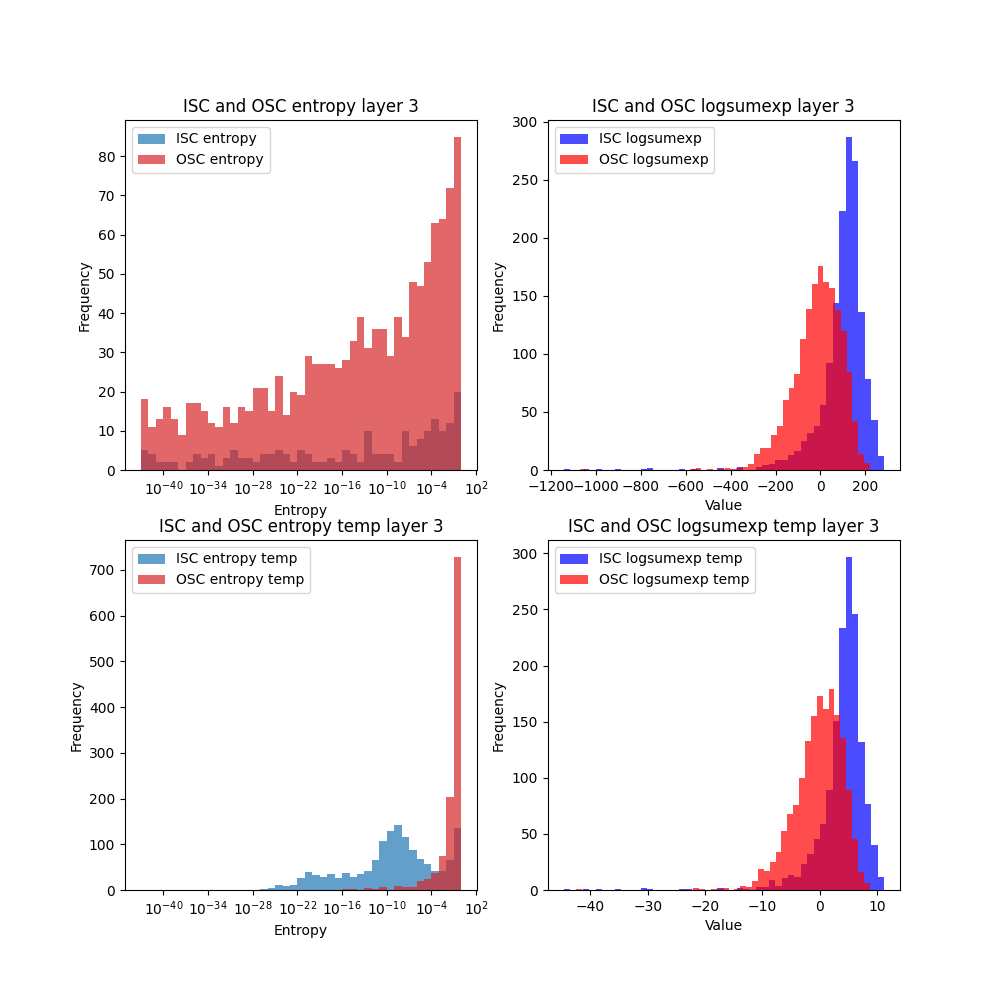 ISC and OSC entropy layer 3
ISC entropy
OSC entropy
Frequency
80
70
60
50
40
30
20
10
0
10^-40 10^-34 10^-28 10^-22 10^-16 10^-10 10^-4 10^2
Entropy
ISC and OSC logsumexp layer 3
ISC logsumexp
OSC logsumexp
Frequency
300
250
200
150
100
50
0
−1200 −1000 −800 −600 −400 −200 0 200
Value
ISC and OSC entropy temp layer 3
ISC entropy temp
OSC entropy temp
Frequency
700
600
500
400
300
200
100
0
10^-40 10^-34 10^-28 10^-22 10^-16 10^-10 10^-4 10^2
Entropy
ISC and OSC logsumexp temp layer 3
ISC logsumexp temp
OSC logsumexp temp
Frequency
300
250
200
150
100
50
0
−40 −30 −20 −10 0 10
Value